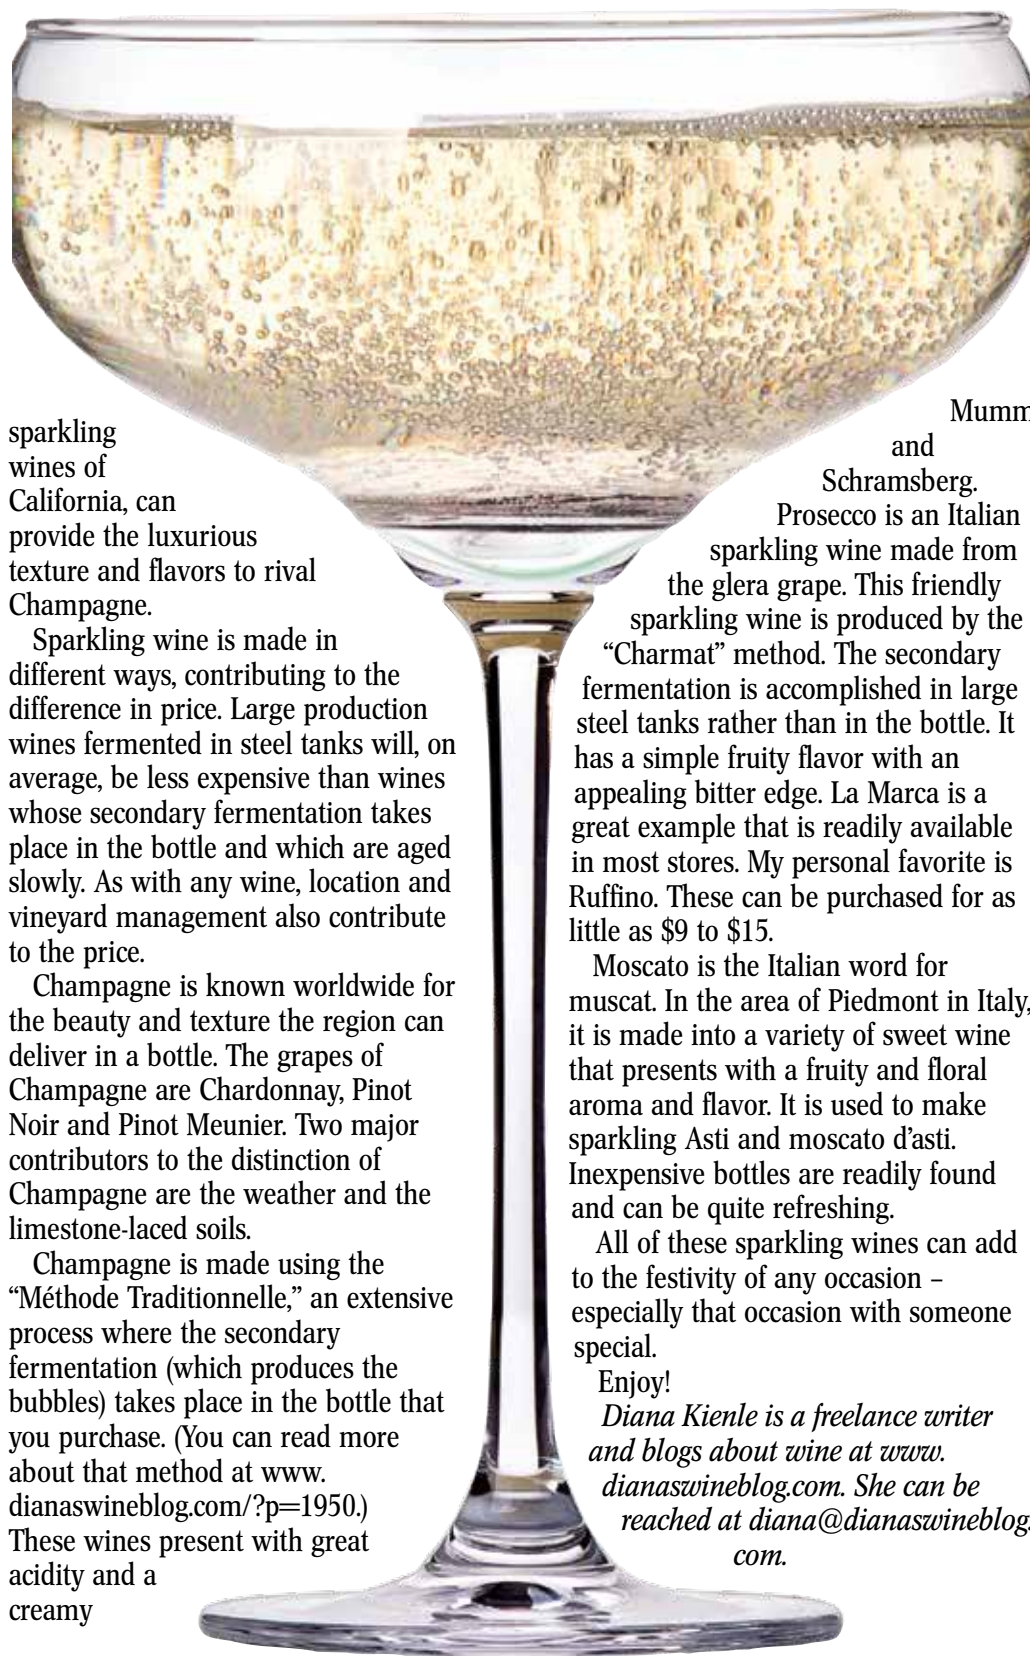 sparkling
wines of
California, can
provide the luxurious
texture and flavors to rival
Champagne.
Sparkling wine is made in
different ways, contributing to the
difference in price. Large production
wines fermented in steel tanks will, on
average, be less expensive than wines
whose secondary fermentation takes
place in the bottle and which are aged
slowly. As with any wine, location and
vineyard management also contribute
to the price.
Champagne is known worldwide for
the beauty and texture the region can
deliver in a bottle. The grapes of
Champagne are Chardonnay, Pinot
Noir and Pinot Meunier. Two major
contributors to the distinction of
Champagne are the weather and the
limestone-laced soils.
Champagne is made using the
“Méthode Traditionnelle,” an extensive
process where the secondary
fermentation (which produces the
bubbles) takes place in the bottle that
you purchase. (You can read more
about that method at www.
dianaswineblog.com/?p=1950.)
These wines present with great
acidity and a
creamy
Mumm
and
Schramsberg.
Prosecco is an Italian
sparkling wine made from
the glera grape. This friendly
sparkling wine is produced by the
“Charmat” method. The secondary
fermentation is accomplished in large
steel tanks rather than in the bottle. It
has a simple fruity flavor with an
appealing bitter edge. La Marca is a
great example that is readily available
in most stores. My personal favorite is
Ruffino. These can be purchased for as
little as $9 to $15.
Moscato is the Italian word for
muscat. In the area of Piedmont in Italy,
it is made into a variety of sweet wine
that presents with a fruity and floral
aroma and flavor. It is used to make
sparkling Asti and moscato d’asti.
Inexpensive bottles are readily found
and can be quite refreshing.
All of these sparkling wines can add
to the festivity of any occasion –
especially that occasion with someone
special.
Enjoy!
Diana Kienle is a freelance writer
and blogs about wine at www.
dianaswineblog.com. She can be
reached at diana@dianaswineblog.
com.